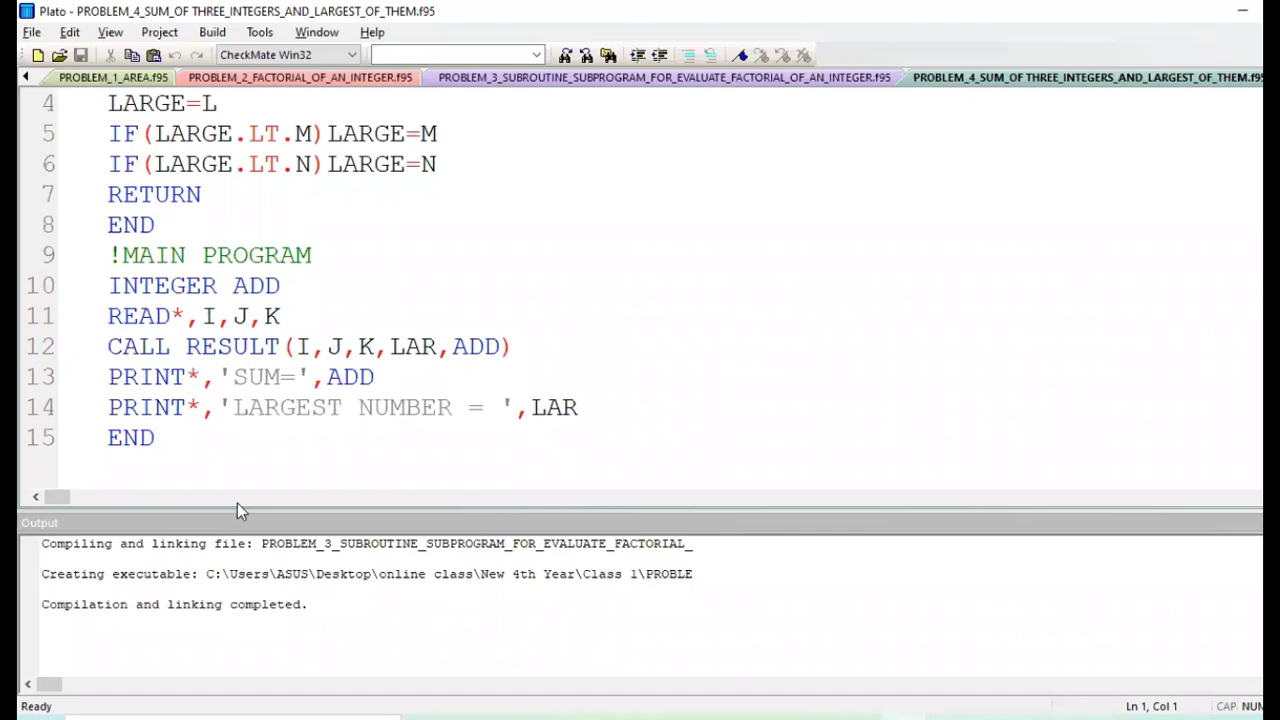 Plato - PROBLEM_4_SUM_OF THREE_INTEGERS_AND_LARGEST_OF_THEM.f95
File Edit View Project Build Tools Window Help
CheckMate Win32
PROBLEM_1_AREA.f95 PROBLEM_2_FACTORIAL_OF_AN_INTEGER.f95 PROBLEM_3_SUBROUTINE_SUBPROGRAM_FOR_EVALUATE_FACTORIAL_OF_AN_INTEGER.f95 PROBLEM_4_SUM_OF THREE_INTEGERS_AND_LARGEST_OF_THEM.f95
4 LARGE=L
5 IF(LARGE.LT.M)LARGE=M
6 IF(LARGE.LT.N)LARGE=N
7 RETURN
8 END
9 !MAIN PROGRAM
10 INTEGER ADD
11 READ*,I,J,K
12 CALL RESULT(I,J,K,LAR,ADD)
13 PRINT*,'SUM=',ADD
14 PRINT*,'LARGEST NUMBER = ',LAR
15 END
Output
Compiling and linking file: PROBLEM_3_SUBROUTINE_SUBPROGRAM_FOR_EVALUATE_FACTORIAL_
Creating executable: C:\Users\ASUS\Desktop\online class\New 4th Year\Class 1\PROBLE
Compilation and linking completed.
Ready Ln 1, Col 1 CAP NUM